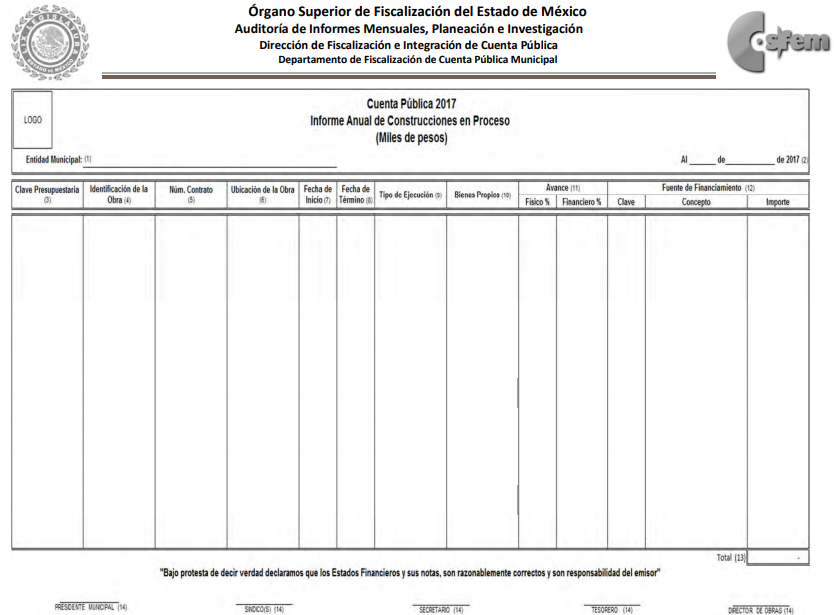 Órgano Superior de Fiscalización del Estado de México
Auditoría de Informes Mensuales, Planeación e Investigación
Dirección de Fiscalización e Integración de Cuenta Pública
Departamento de Fiscalización de Cuenta Pública Municipal
sfem
LOGO
Cuenta Pública 2017
Informe Anual de Construcciones en Proceso
(Miles de pesos)
Entidad Municipal: (1)
Al ______ de___________ de 2017 (2)
Clave Presupuestaria (3)
Identificación de la Obra (4)
Núm. Contrato (5)
Ubicación de la Obra (6)
Fecha de Inicio (7)
Fecha de Término (8)
Tipo de Ejecución (9)
Bienes Propios (10)
Avance (11)
Físico %
Financiero %
Fuente de Financiamiento (12)
Clave
Concepto
Importe
Total (13) -
"Bajo protesta de decir verdad declaramos que los Estados Financieros y sus notas, son razonablemente correctos y son responsabilidad del emisor"
PRESIDENTE MUNICIPAL (14)
SINDICO(S) (14)
SECRETARIO (14)
TESORERO (14)
DIRECTOR DE OBRAS (14)